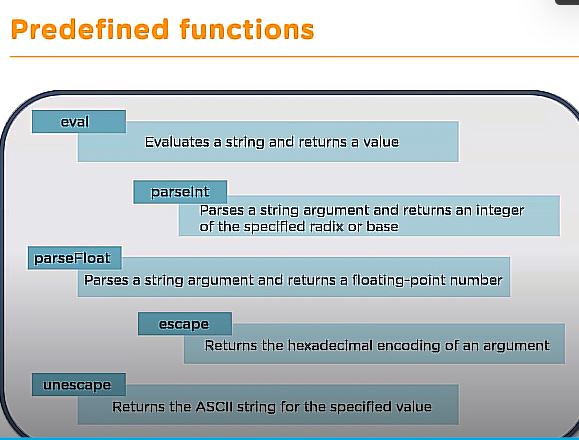 Predefined functions
eval
Evaluates a string and returns a value
parseInt
Parses a string argument and returns an integer
of the specified radix or base
parseFloat
Parses a string argument and returns a floating-point number
escape
Returns the hexadecimal encoding of an argument
unescape
Returns the ASCII string for the specified value